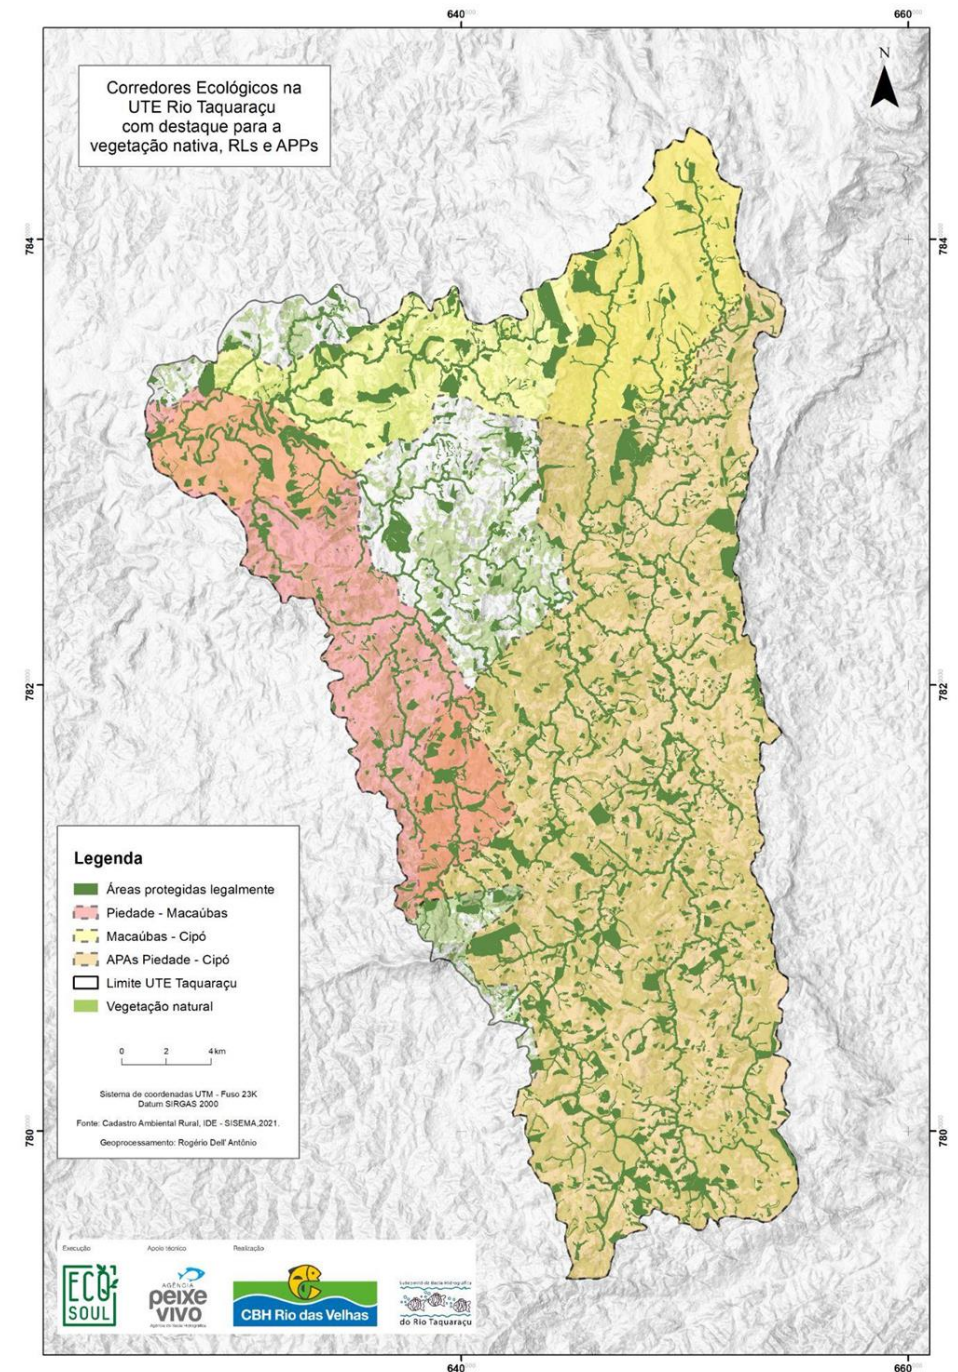 640
660
N
Corredores Ecológicos na
UTE Rio Taquaraçu
com destaque para a
vegetação nativa, RLs e APPs
784
784
782
782
Legenda
Áreas protegidas legalmente
Piedade - Macaúbas
Macaúbas - Cipó
APAs Piedade - Cipó
Limite UTE Taquaraçu
Vegetação natural
0 2 4 km
Sistema de coordenadas UTM - Fuso 23K
Datum SIRGAS 2000
Fonte: Cadastro Ambiental Rural, IDE - SISEMA,2021.
Geoprocessamento: Rogério Dell' Antônio
780
780
Execução
Apoio técnico
Realização
ECO
SOUL
AGÊNCIA
peixe
vivo
CBH Rio das Velhas
do Rio Taquaraçu
640
660